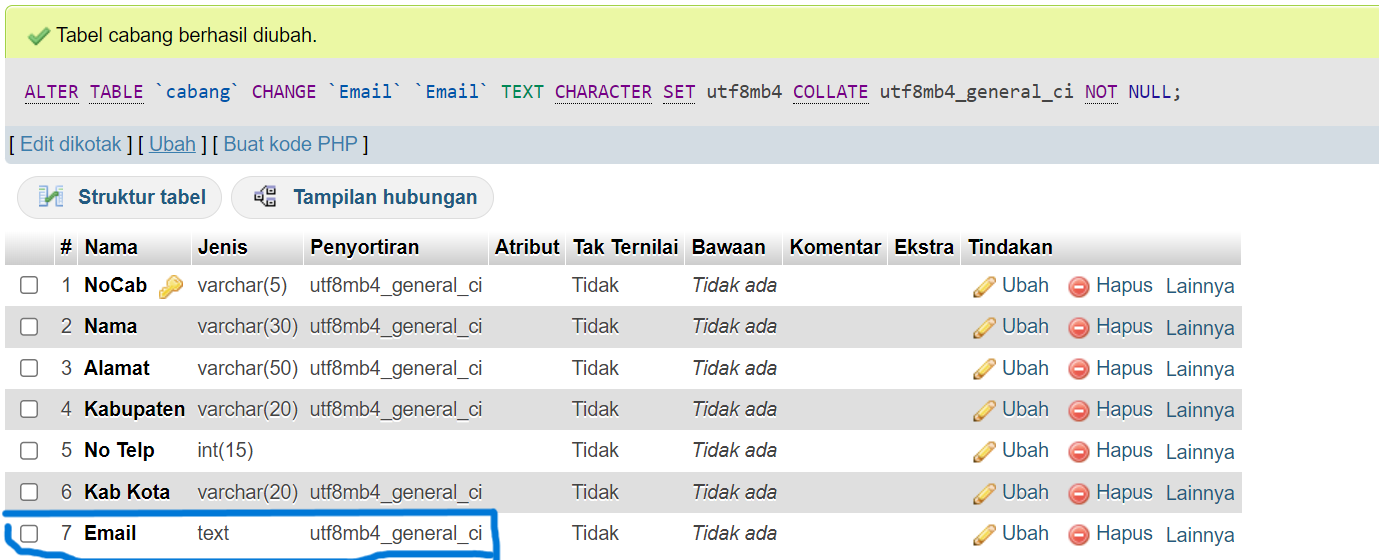 Tabel cabang berhasil diubah.
ALTER TABLE `cabang` CHANGE `Email` `Email` TEXT CHARACTER SET utf8mb4 COLLATE utf8mb4_general_ci NOT NULL;
[ Edit dikotak ] [ Ubah ] [ Buat kode PHP ]
Struktur tabel Tampilan hubungan
# Nama Jenis Penyortiran Atribut Tak Ternilai Bawaan Komentar Ekstra Tindakan
1 NoCab varchar(5) utf8mb4_general_ci Tidak Tidak ada Ubah Hapus Lainnya
2 Nama varchar(30) utf8mb4_general_ci Tidak Tidak ada Ubah Hapus Lainnya
3 Alamat varchar(50) utf8mb4_general_ci Tidak Tidak ada Ubah Hapus Lainnya
4 Kabupaten varchar(20) utf8mb4_general_ci Tidak Tidak ada Ubah Hapus Lainnya
5 No Telp int(15) Tidak Tidak ada Ubah Hapus Lainnya
6 Kab Kota varchar(20) utf8mb4_general_ci Tidak Tidak ada Ubah Hapus Lainnya
7 Email text utf8mb4_general_ci Tidak Tidak ada Ubah Hapus Lainnya